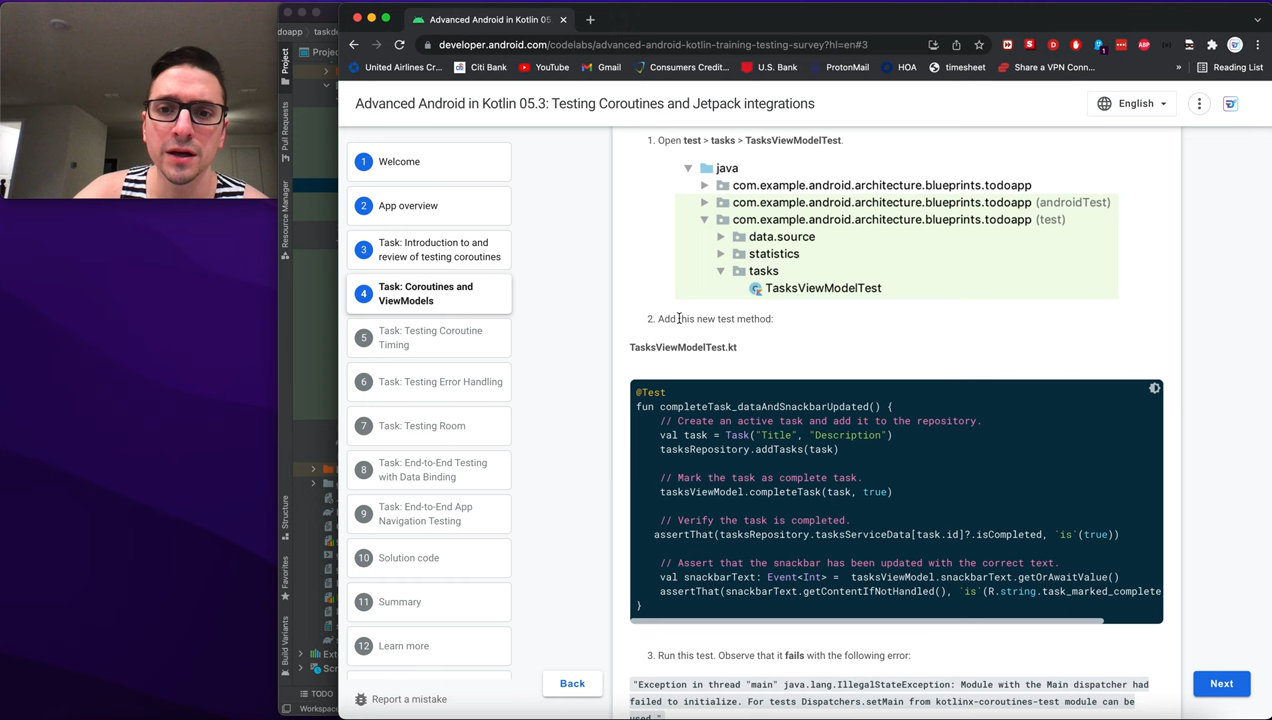 Advanced Android in Kotlin 05.
doapp
taskde
developer.android.com/codelabs/advanced-android-kotlin-training-testing-survey?hl=en#3
United Airlines Cr...
Citi Bank
YouTube
Gmail
Consumers Credit...
U.S. Bank
ProtonMail
HOA
timesheet
Share a VPN Conn...
»
Reading List
Project
Projec
Pull Requests
Resource Manager
Structure
Favorites
Build Variants
Ext
Scr
TODO
Workspac
Advanced Android in Kotlin 05.3: Testing Coroutines and Jetpack integrations
English
1 Welcome
2 App overview
3 Task: Introduction to and
review of testing coroutines
4 Task: Coroutines and
ViewModels
5 Task: Testing Coroutine
Timing
6 Task: Testing Error Handling
7 Task: Testing Room
8 Task: End-to-End Testing
with Data Binding
9 Task: End-to-End App
Navigation Testing
10 Solution code
11 Summary
12 Learn more
Report a mistake
1. Open test > tasks > TasksViewModelTest.
java
com.example.android.architecture.blueprints.todoapp
com.example.android.architecture.blueprints.todoapp (androidTest)
com.example.android.architecture.blueprints.todoapp (test)
data.source
statistics
tasks
TasksViewModelTest
2. Add this new test method:
TasksViewModelTest.kt
@Test
fun completeTask_dataAndSnackbarUpdated() {
// Create an active task and add it to the repository.
val task = Task("Title", "Description")
tasksRepository.addTasks(task)
// Mark the task as complete task.
tasksViewModel.completeTask(task, true)
// Verify the task is completed.
assertThat(tasksRepository.tasksServiceData[task.id]?.isCompleted, `is`(true))
// Assert that the snackbar has been updated with the correct text.
val snackbarText: Event<Int> =  tasksViewModel.snackbarText.getOrAwaitValue()
assertThat(snackbarText.getContentIfNotHandled(), `is`(R.string.task_marked_complete
}
3. Run this test. Observe that it fails with the following error:
"Exception in thread "main" java.lang.IllegalStateException: Module with the Main dispatcher had
failed to initialize. For tests Dispatchers.setMain from kotlinx-coroutines-test module can be
used."
Back
Next